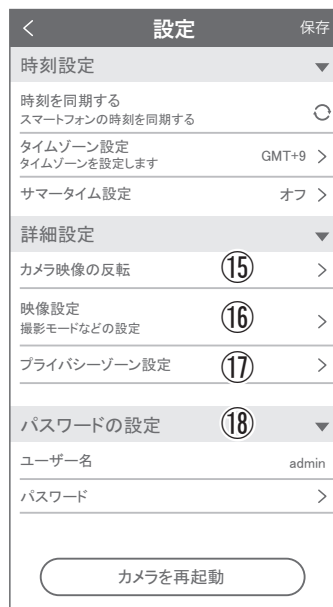 設定
保存
時刻設定
時刻を同期する
スマートフォンの時刻を同期する
タイムゾーン設定
タイムゾーンを設定します
GMT+9
サマータイム設定
オフ
詳細設定
カメラ映像の反転
⑮
映像設定
撮影モードなどの設定
⑯
プライバシーゾーン設定
⑰
パスワードの設定
⑱
ユーザー名
admin
パスワード
カメラを再起動